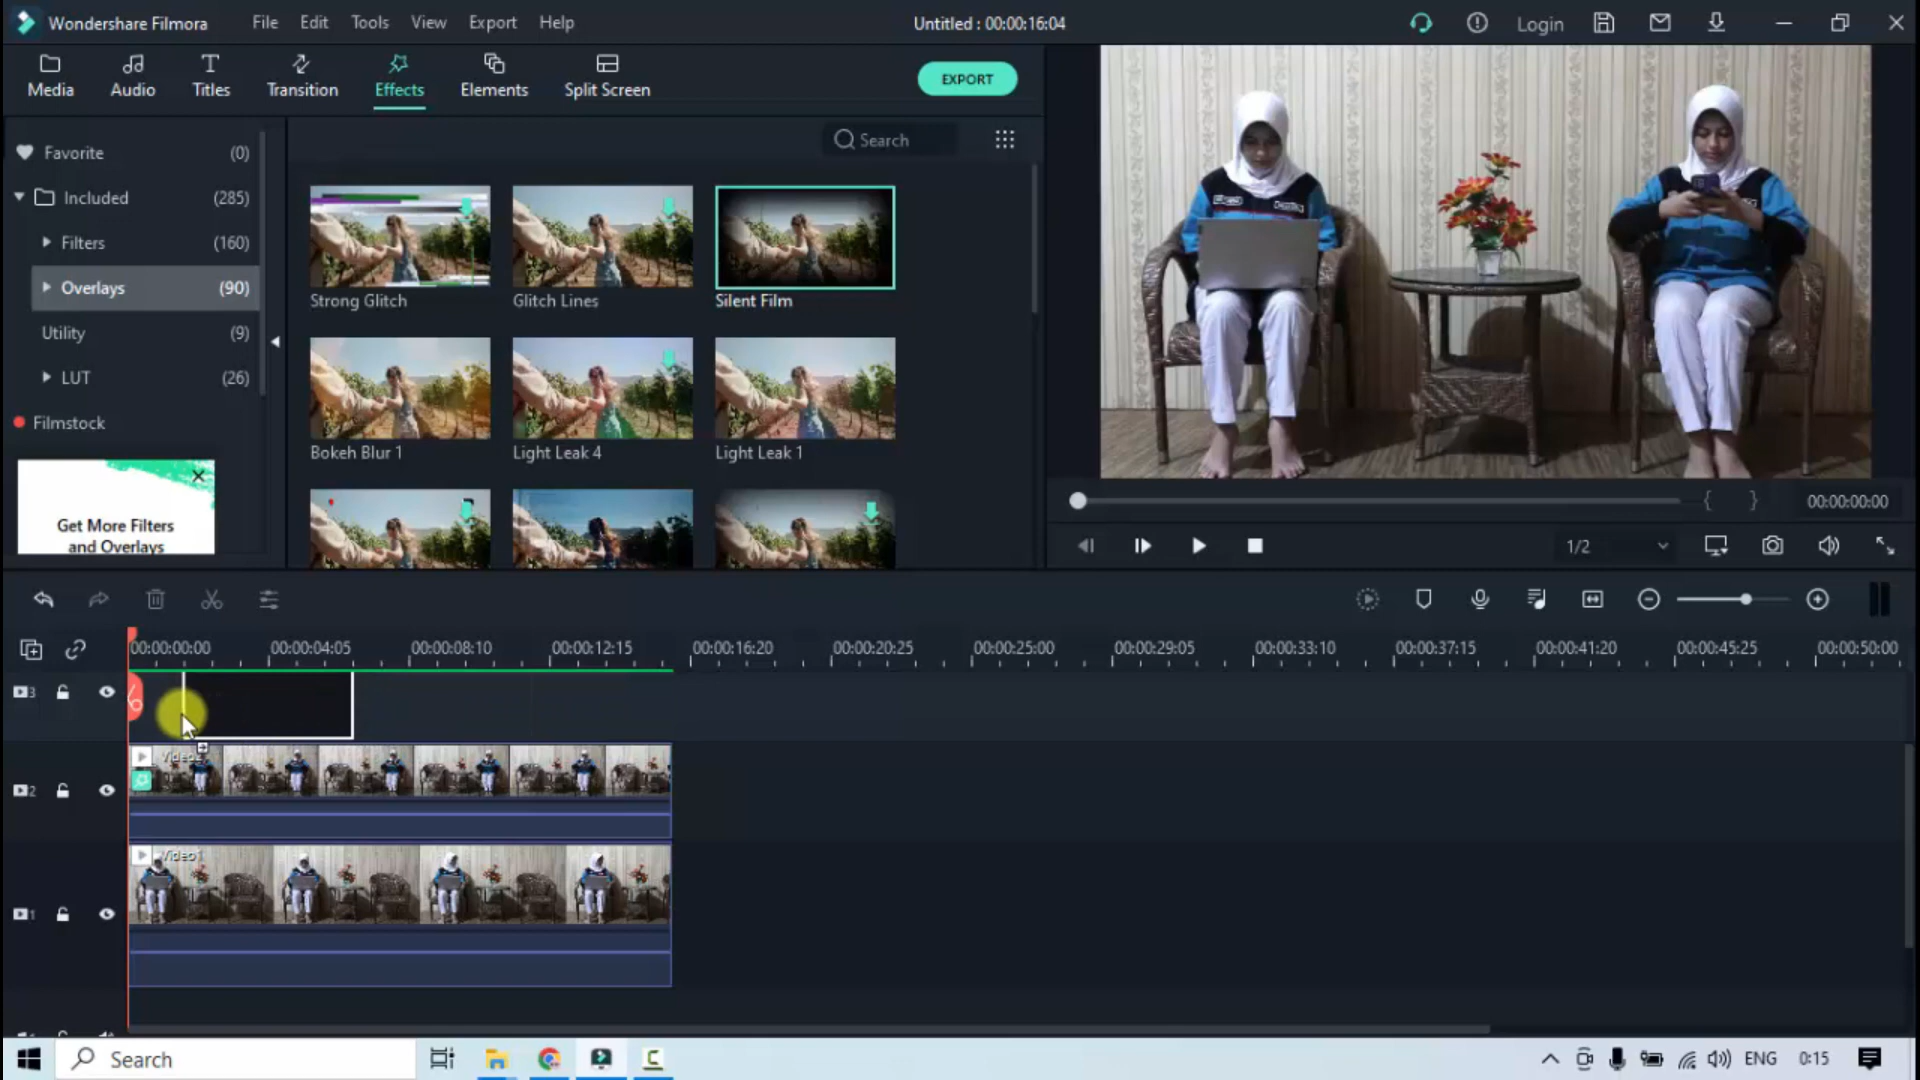 Wondershare Filmora
File Edit Tools View Export Help
Untitled : 00:00:16:04
Login
Media Audio Titles Transition Effects Elements Split Screen
EXPORT
Favorite (0)
Included (285)
Filters (160)
Overlays (90)
Utility (9)
LUT (26)
Filmstock
Get More Filters
and Overlays
Search
Strong Glitch Glitch Lines Silent Film
Bokeh Blur 1 Light Leak 4 Light Leak 1
00:00:00:00
1/2
00:00:00:00 00:00:04:05 00:00:08:10 00:00:12:15 00:00:16:20 00:00:20:25 00:00:25:00 00:00:29:05 00:00:33:10 00:00:37:15 00:00:41:20 00:00:45:25 00:00:50:00
3
2
Video2
1
Video1
Search
ENG 0:15